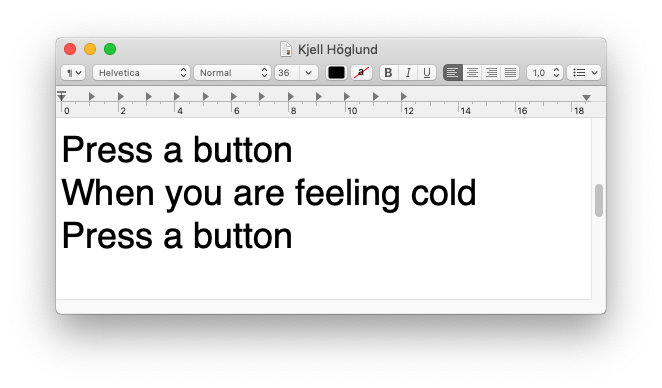 Kjell Höglund
¶ Helvetica Normal 36 a B I U 1,0
0 2 4 6 8 10 12 14 16 18
Press a button
When you are feeling cold
Press a button